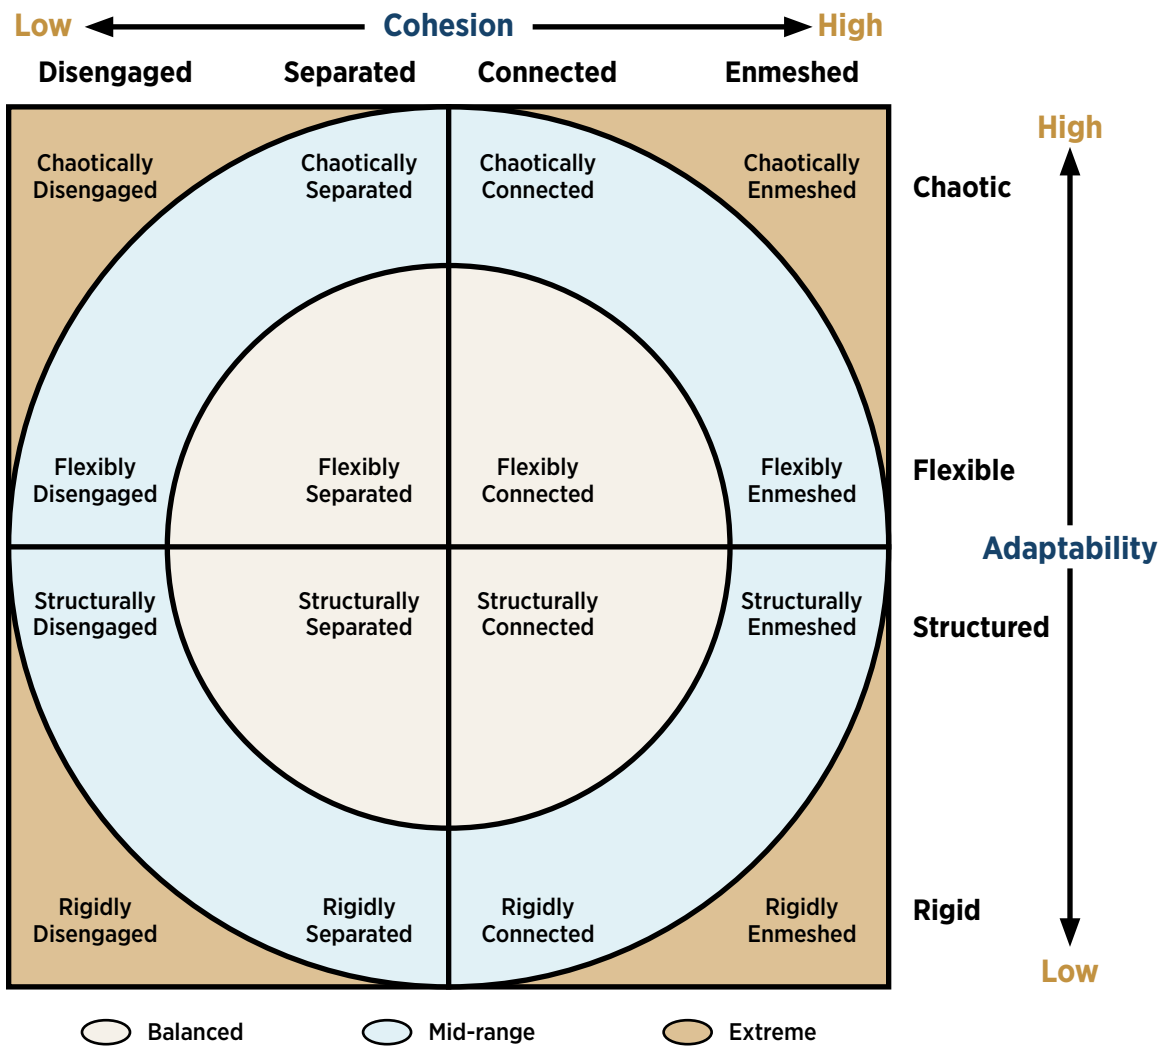 Low Cohesion High
Disengaged Separated Connected Enmeshed
High
Chaotically Chaotically Chaotically Chaotically
Disengaged Separated Connected Enmeshed
Chaotic
Flexibly Flexibly Flexibly Flexibly
Disengaged Separated Connected Enmeshed
Flexible
Adaptability
Structurally Structurally Structurally Structurally
Disengaged Separated Connected Enmeshed
Structured
Rigidly Rigidly Rigidly Rigidly
Disengaged Separated Connected Enmeshed
Rigid
Low
Balanced Mid-range Extreme